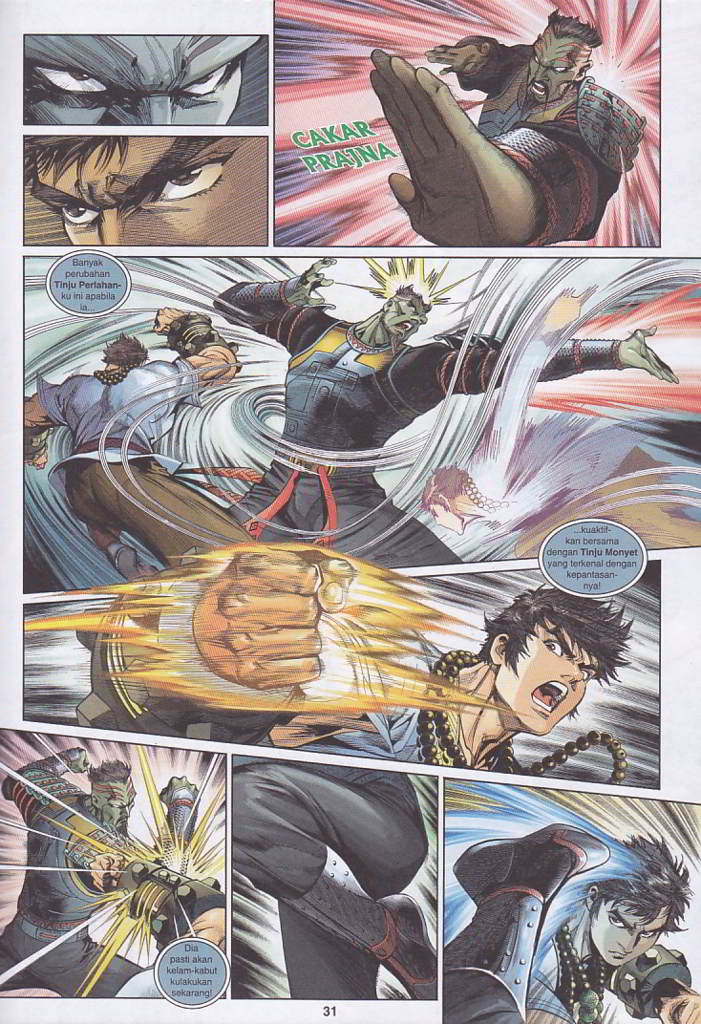 CAKAR
PRAJNA
Banyak
perubahan
Tinju Perlahan-
ku ini apabila
ia...
...kuaktif-
kan bersama
dengan Tinju Monyet
yang terkenal dengan
kepantasan-
nya!
Dia
pasti akan
kelam-kabut
kulakukan
sekarang!
31